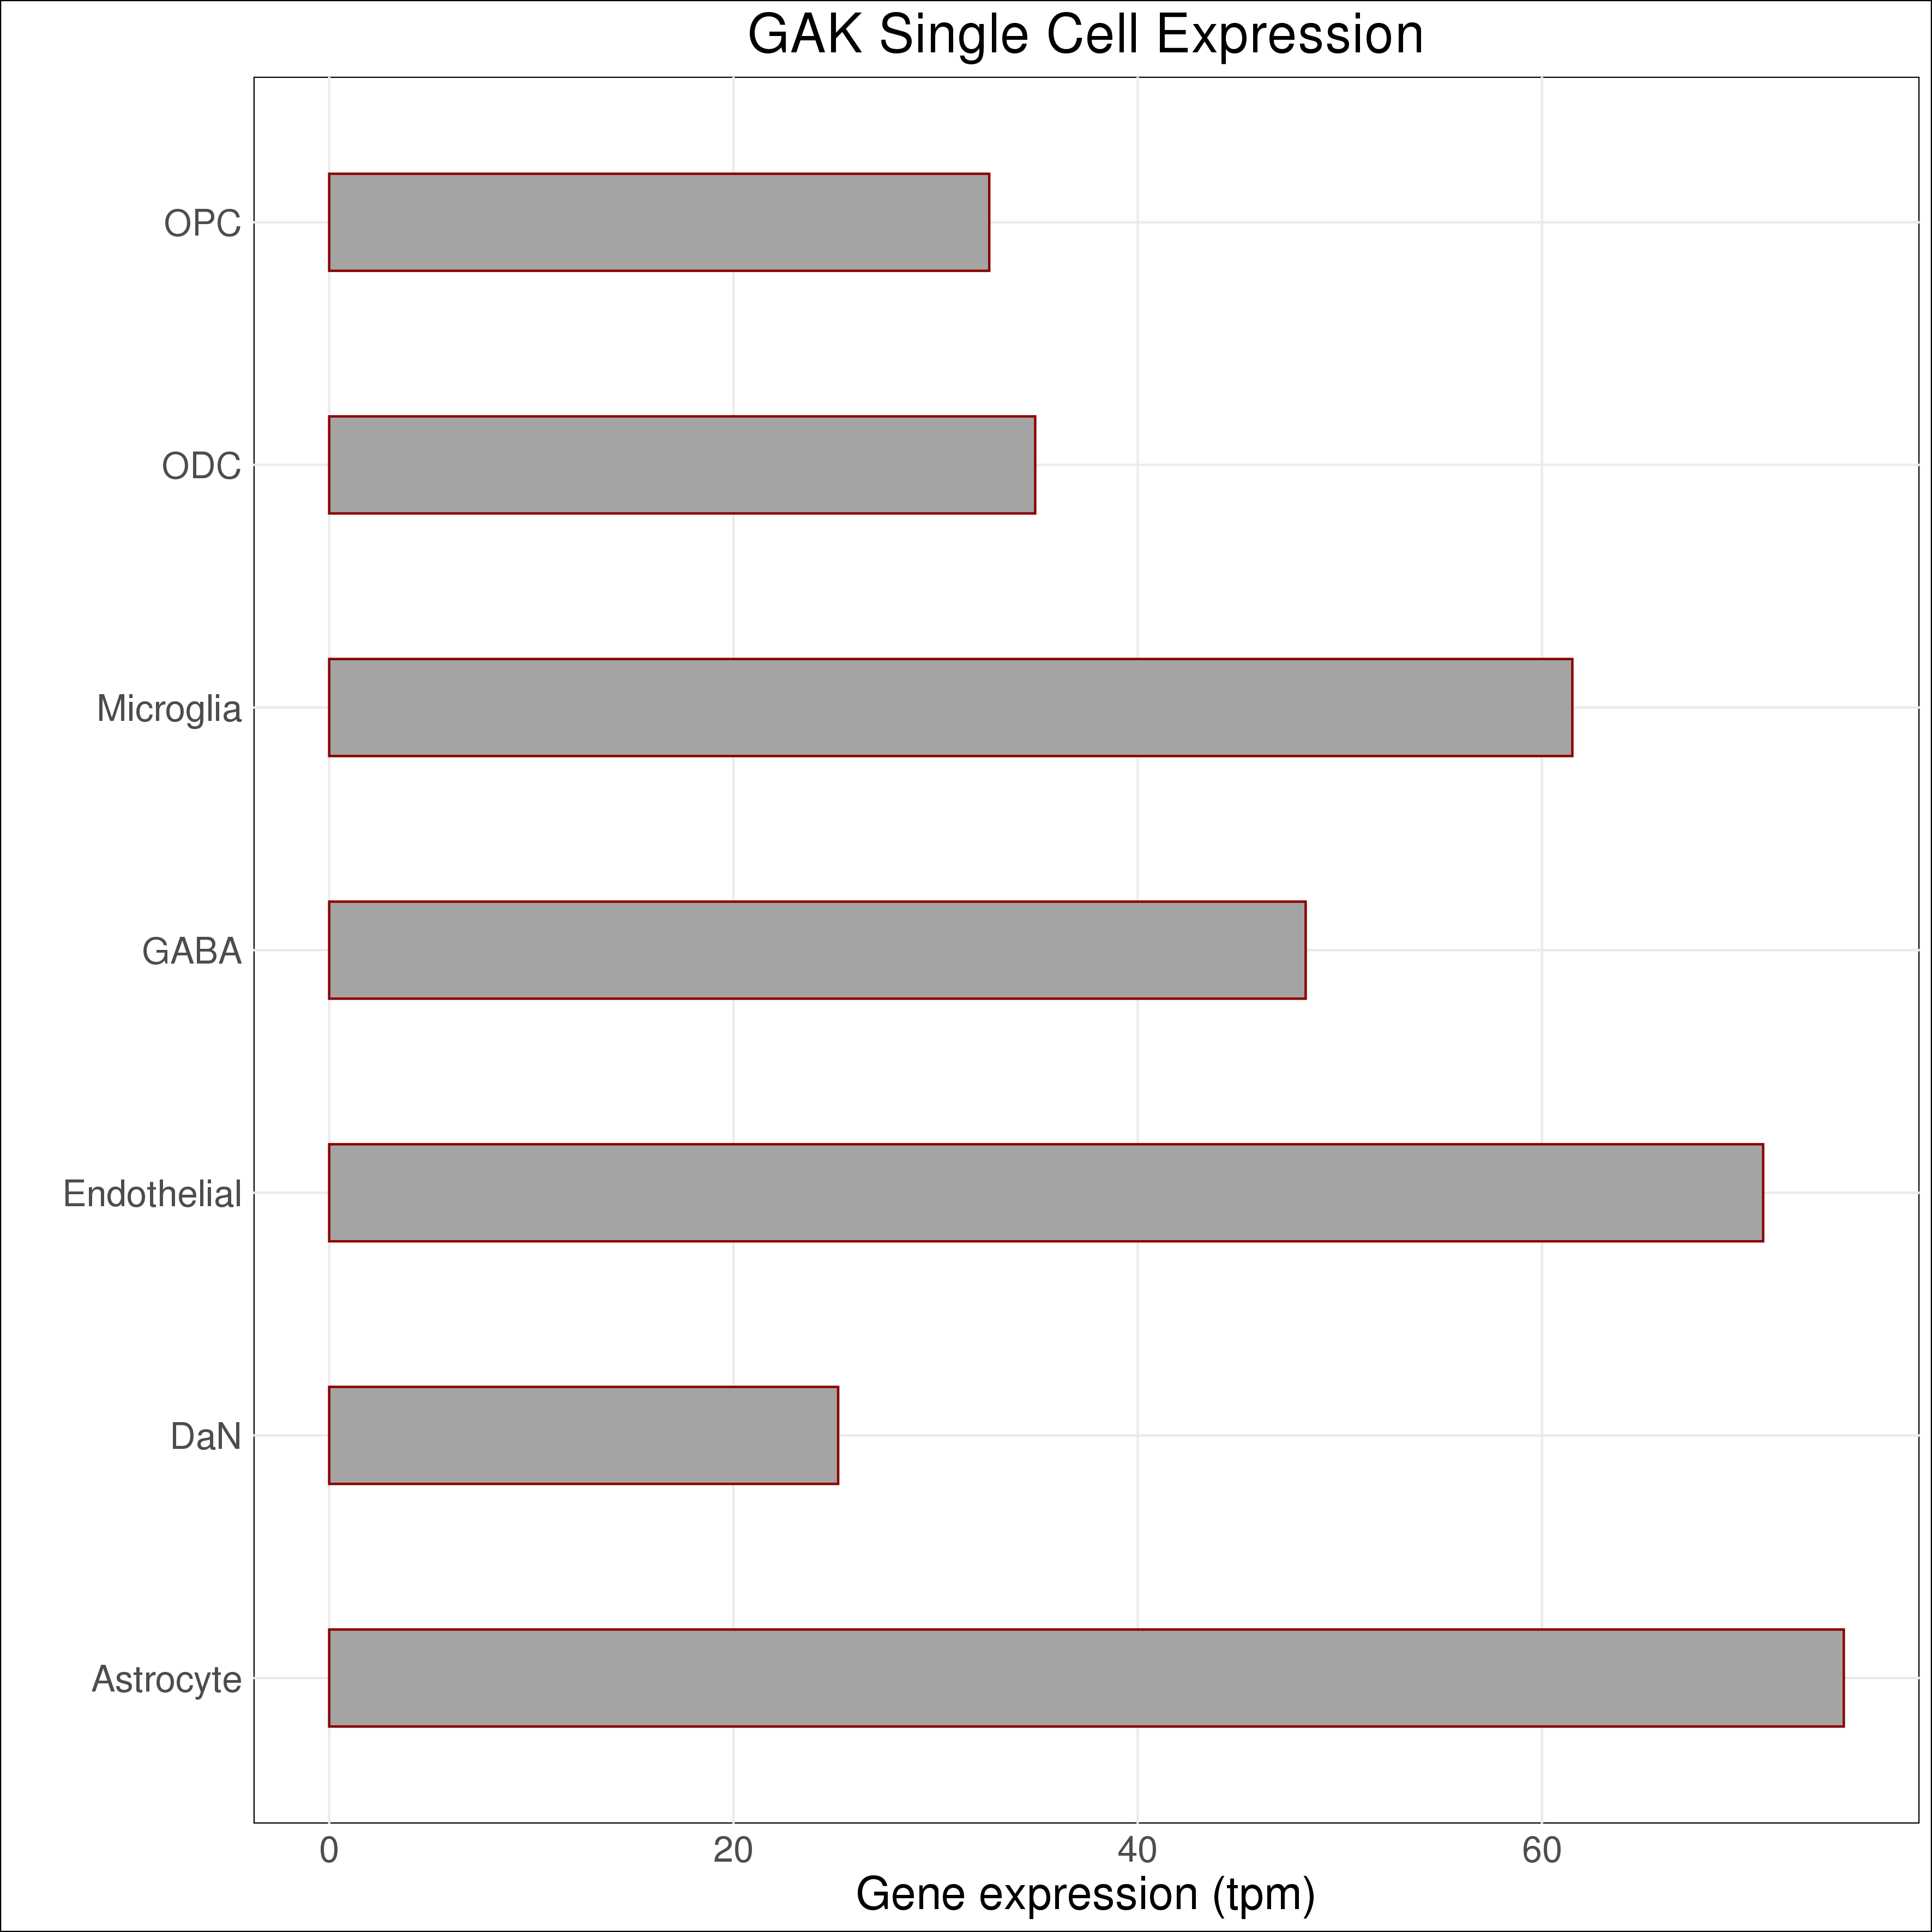 GAK Single Cell Expression
OPC
ODC
Microglia
GABA
Endothelial
DaN
Astrocyte
0 20 40 60
Gene expression (tpm)